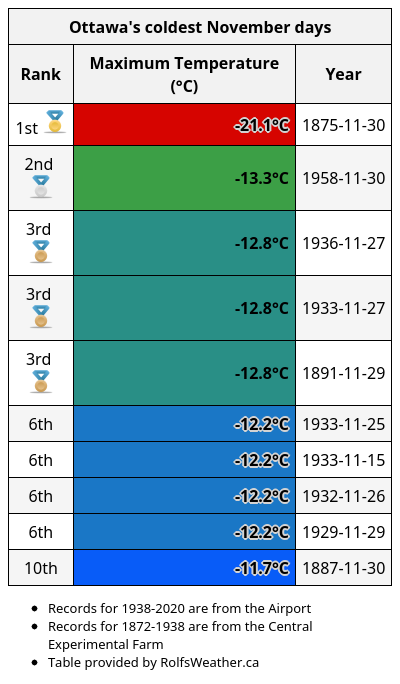 Ottawa's coldest November days
Rank Maximum Temperature (°C) Year
1st -21.1°C 1875-11-30
2nd -13.3°C 1958-11-30
3rd -12.8°C 1936-11-27
3rd -12.8°C 1933-11-27
3rd -12.8°C 1891-11-29
6th -12.2°C 1933-11-25
6th -12.2°C 1933-11-15
6th -12.2°C 1932-11-26
6th -12.2°C 1929-11-29
10th -11.7°C 1887-11-30
• Records for 1938-2020 are from the Airport
• Records for 1872-1938 are from the Central
Experimental Farm
• Table provided by RolfsWeather.ca